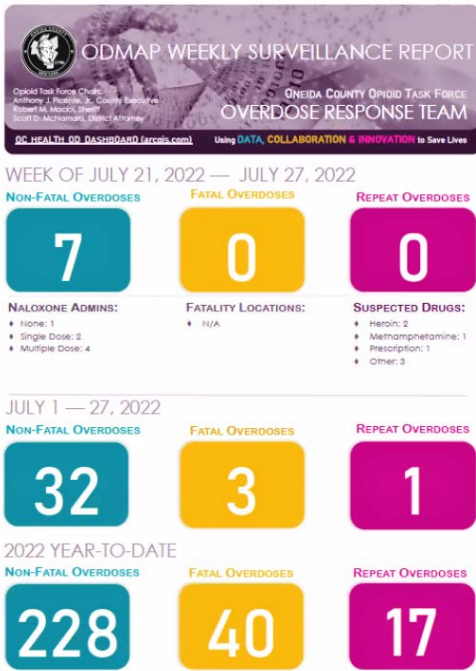 ODMAP WEEKLY SURVEILLANCE REPORT
Opioid Task Force Chairs:
Anthony J. Picente, Jr. County Executive
Robert M. Maciol, Sheriff
Scott D. McNamara, District Attorney
ONEIDA COUNTY OPIOID TASK FORCE
OVERDOSE RESPONSE TEAM
OC HEALTH OD DASHBOARD (arcgis.com) Using DATA, COLLABORATION & INNOVATION to Save Lives
WEEK OF JULY 21, 2022 — JULY 27, 2022
NON-FATAL OVERDOSES FATAL OVERDOSES REPEAT OVERDOSES
7 0 0
NALOXONE ADMINS: FATALITY LOCATIONS: SUSPECTED DRUGS:
♦ None: 1 ♦ N/A ♦ Heroin: 2
♦ Single Dose: 2 ♦ Methamphetamine: 1
♦ Multiple Dose: 4 ♦ Prescription: 1
♦ Other: 3
JULY 1 — 27, 2022
NON-FATAL OVERDOSES FATAL OVERDOSES REPEAT OVERDOSES
32 3 1
2022 YEAR-TO-DATE
NON-FATAL OVERDOSES FATAL OVERDOSES REPEAT OVERDOSES
228 40 17